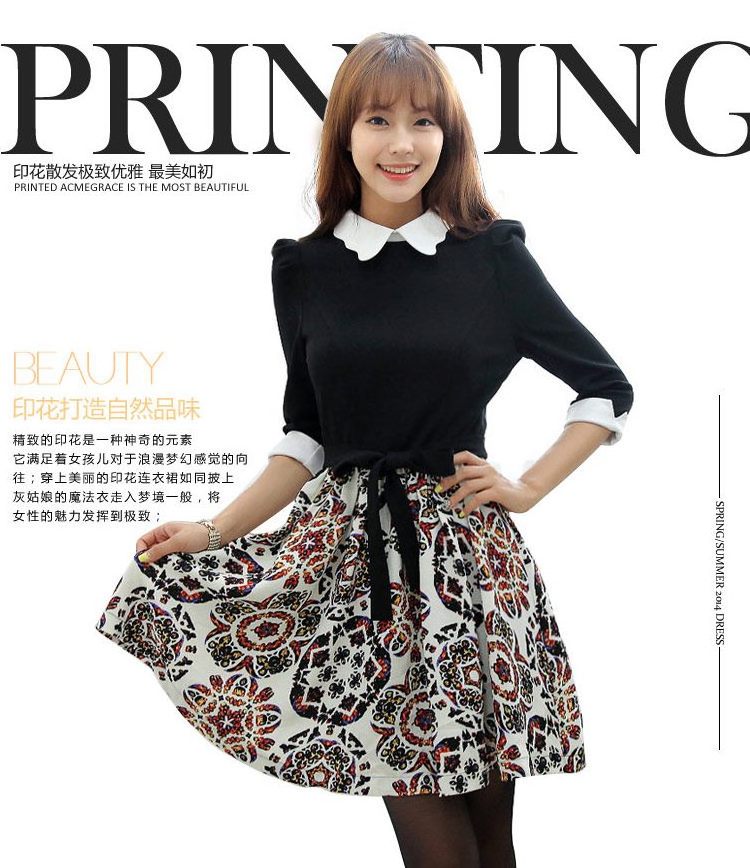 PRINTING
印花散发极致优雅 最美如初
PRINTED ACMEGRACE IS THE MOST BEAUTIFUL
BEAUTY
印花打造自然品味
精致的印花是一种神奇的元素
它满足着女孩儿对于浪漫梦幻感觉的向
往；穿上美丽的印花连衣裙如同披上
灰姑娘的魔法衣走入梦境一般，将
女性的魅力发挥到极致；
SPRING/SUMMER 2014 DRESS